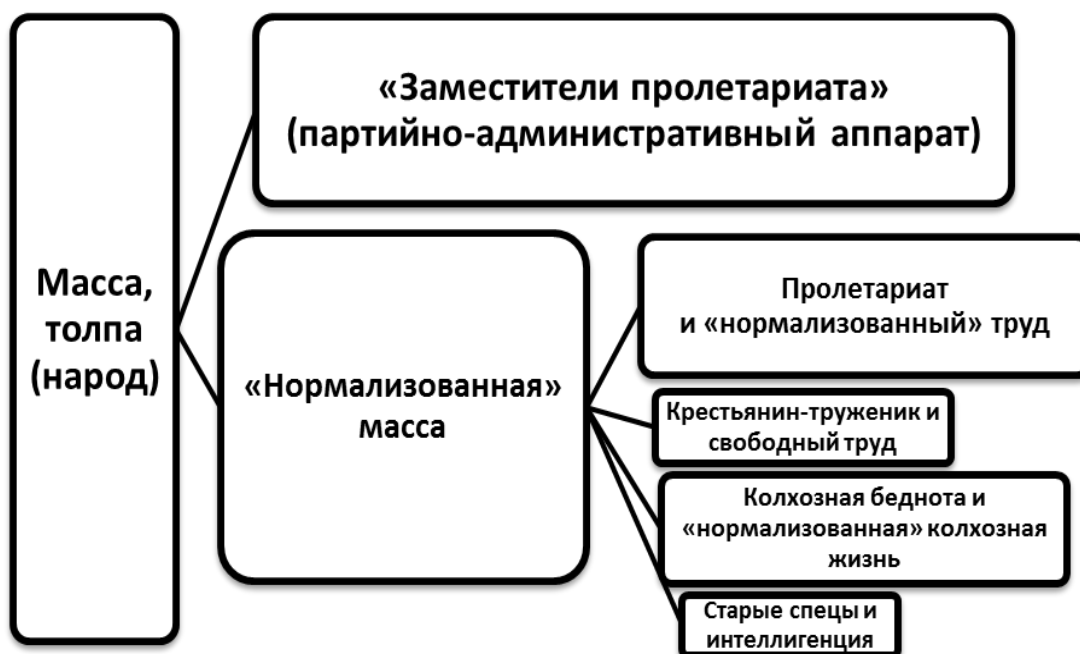 «Заместители пролетариата»
(партийно-административный аппарат)
Масса,
толпа
(народ)
«Нормализованная»
масса
Пролетариат
и «нормализованный» труд
Крестьянин-труженик и
свободный труд
Колхозная беднота и
«нормализованная» колхозная
жизнь
Старые спецы и
интеллигенция